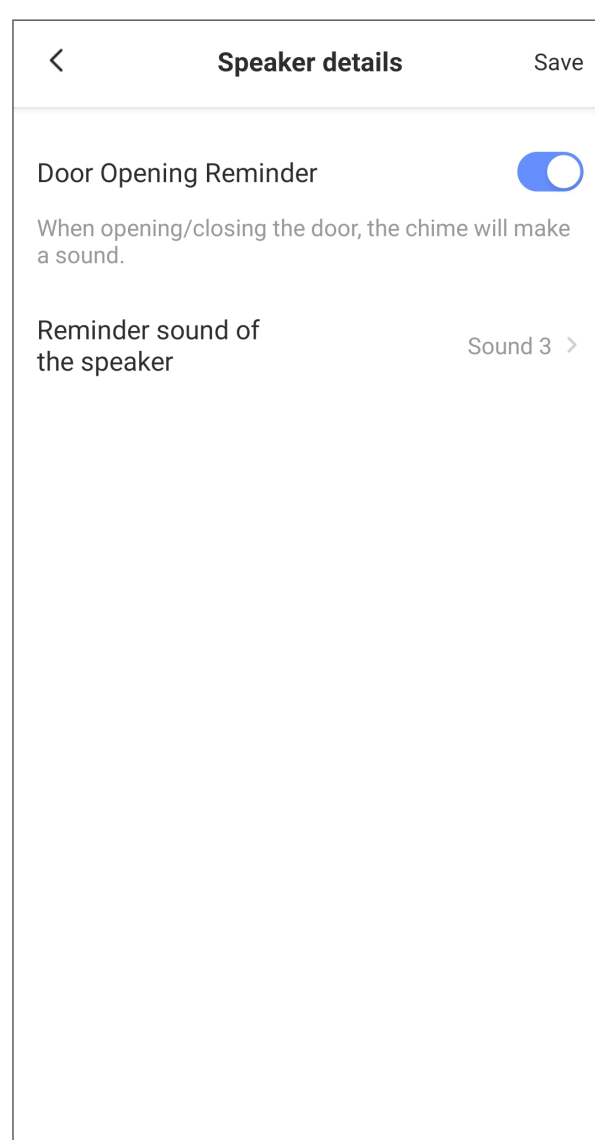 Speaker details Save
Door Opening Reminder
When opening/closing the door, the chime will make
a sound.
Reminder sound of
the speaker
Sound 3